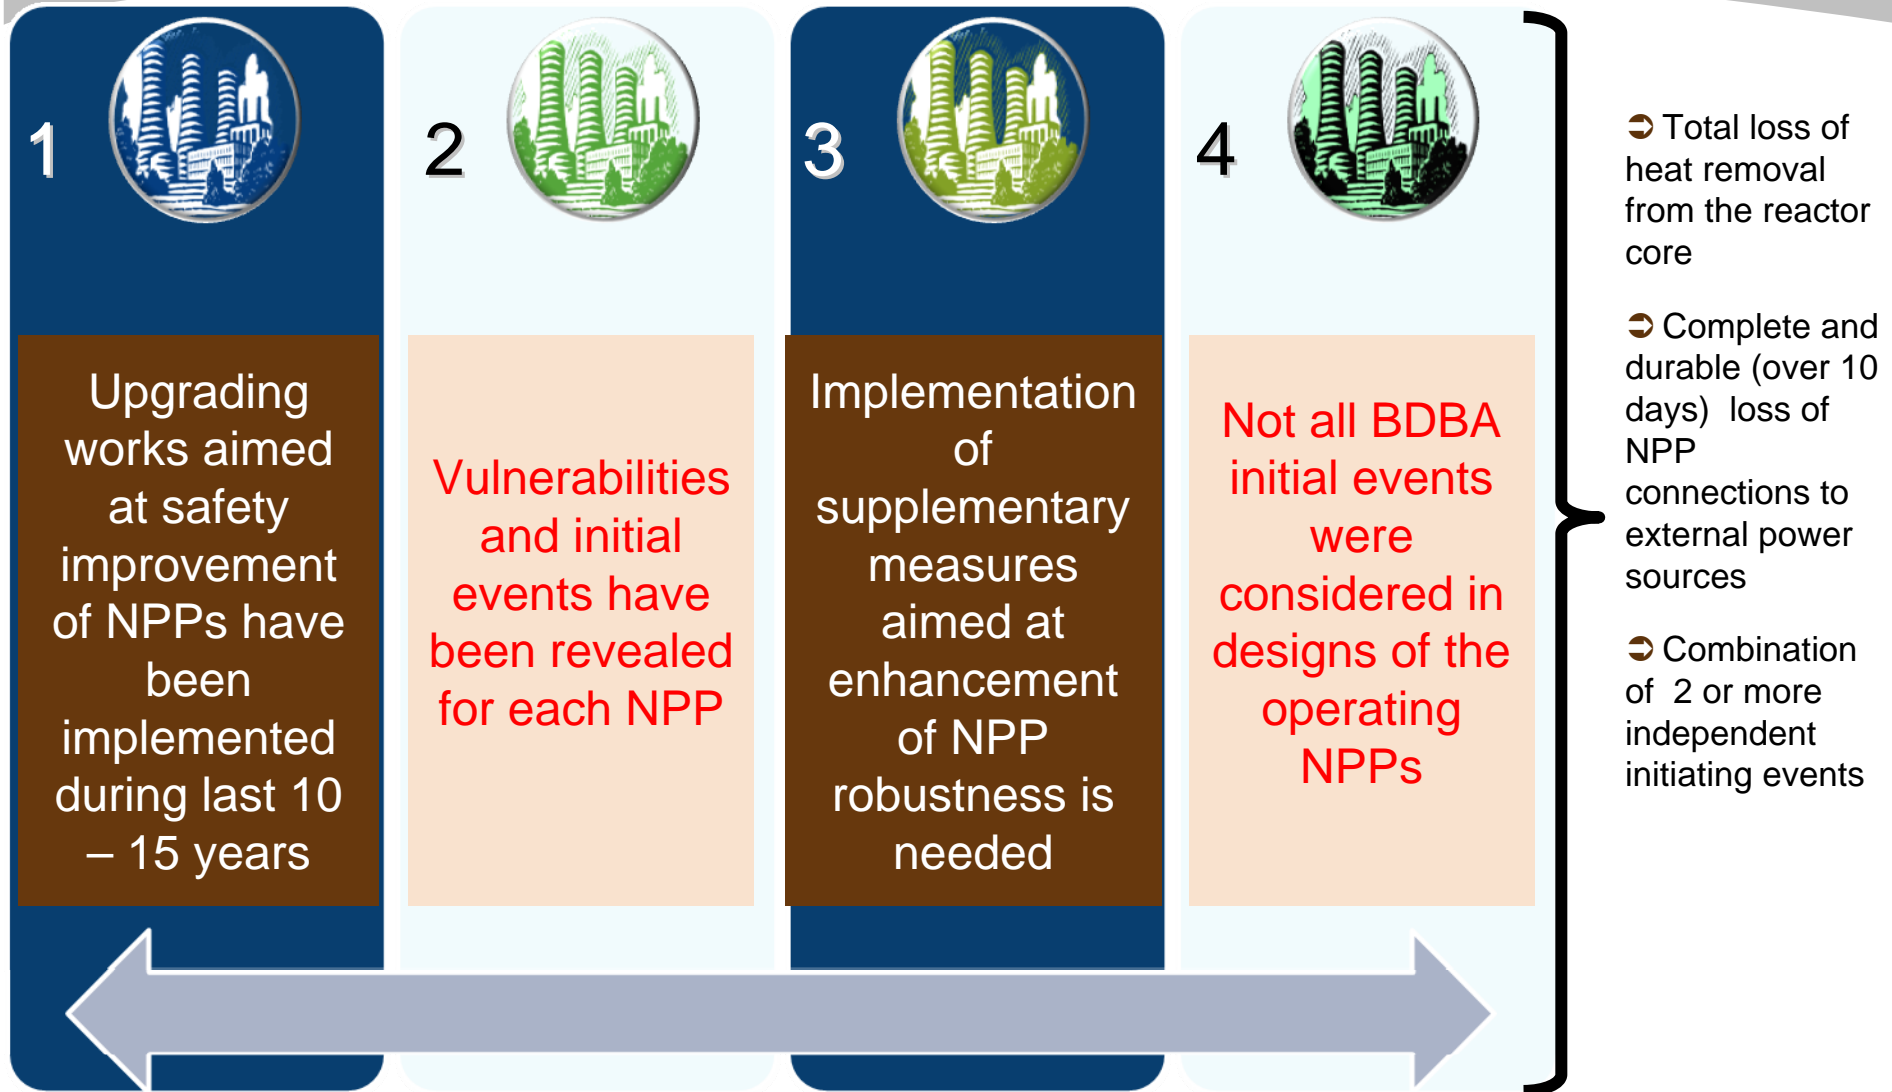 1
Upgrading
works aimed
at safety
improvement
of NPPs have
been
implemented
during last 10
– 15 years
2
Vulnerabilities
and initial
events have
been revealed
for each NPP
3
Implementation
of
supplementary
measures
aimed at
enhancement
of NPP
robustness is
needed
4
Not all BDBA
initial events
were
considered in
designs of the
operating
NPPs
➲ Total loss of
heat removal
from the reactor
core
➲ Complete and
durable (over 10
days) loss of
NPP
connections to
external power
sources
➲ Combination
of 2 or more
independent
initiating events